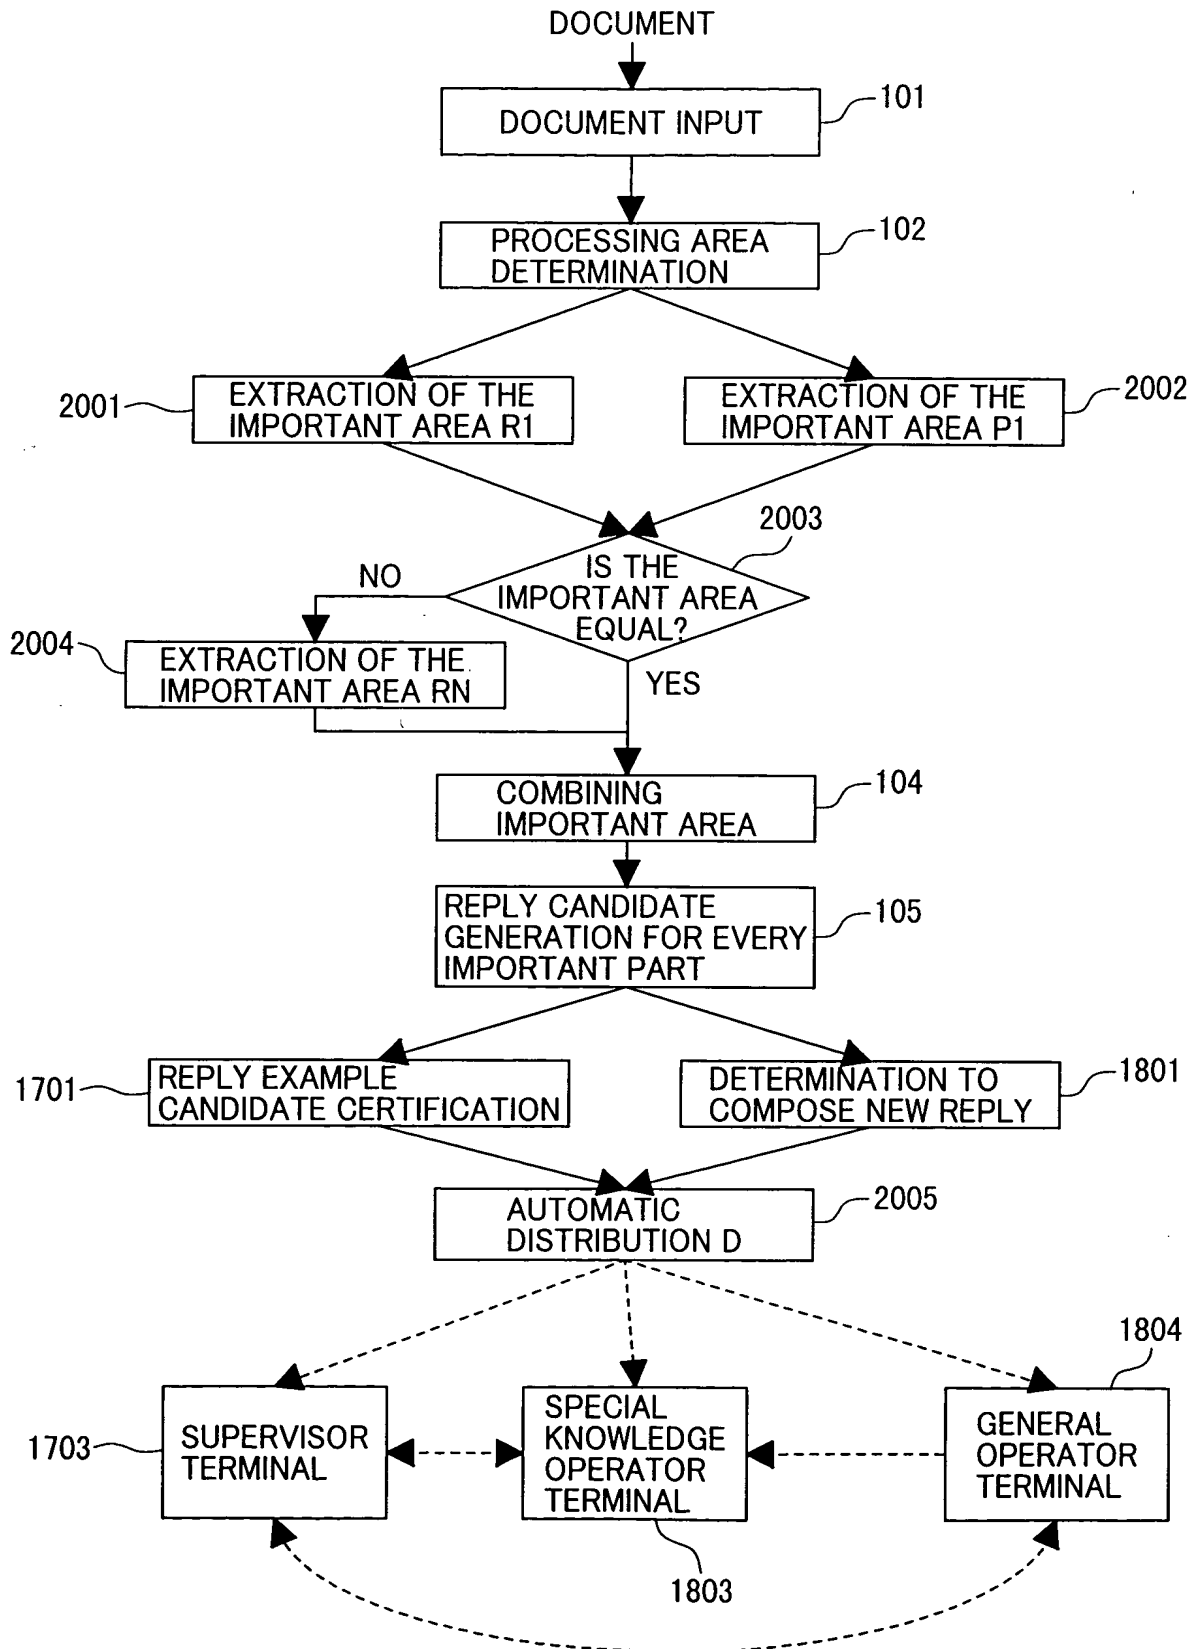 DOCUMENT
DOCUMENT INPUT
101
PROCESSING AREA
DETERMINATION
102
2001
EXTRACTION OF THE
IMPORTANT AREA R1
EXTRACTION OF THE
IMPORTANT AREA P1
2002
2003
IS THE
IMPORTANT AREA
EQUAL?
NO
YES
2004
EXTRACTION OF THE
IMPORTANT AREA RN
COMBINING
IMPORTANT AREA
104
REPLY CANDIDATE
GENERATION FOR EVERY
IMPORTANT PART
105
1701
REPLY EXAMPLE
CANDIDATE CERTIFICATION
DETERMINATION TO
COMPOSE NEW REPLY
1801
AUTOMATIC
DISTRIBUTION D
2005
1703
SUPERVISOR
TERMINAL
SPECIAL
KNOWLEDGE
OPERATOR
TERMINAL
1803
GENERAL
OPERATOR
TERMINAL
1804